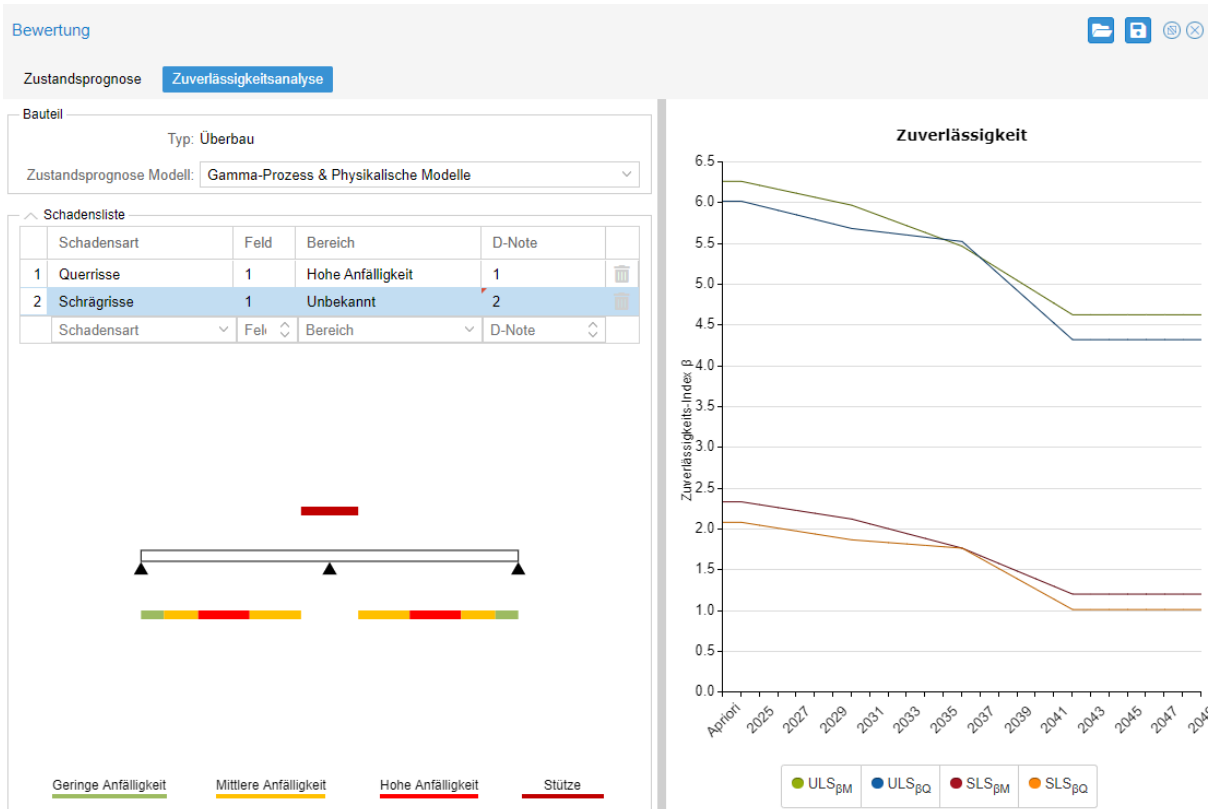 Bewertung
Zustandsprognose Zuverlässigkeitsanalyse
Bauteil
Typ: Überbau
Zustandsprognose Modell: Gamma-Prozess & Physikalische Modelle
Schadensliste
Schadensart Feld Bereich D-Note
1 Querrisse 1 Hohe Anfälligkeit 1
2 Schrägrisse 1 Unbekannt 2
Schadensart Feld Bereich D-Note
Geringe Anfälligkeit Mittlere Anfälligkeit Hohe Anfälligkeit Stütze
Zuverlässigkeit
Zuverlässigkeits-Index β
6.5
6.0
5.5
5.0
4.5
4.0
3.5
3.0
2.5
2.0
1.5
1.0
0.5
0.0
Apriori 2025 2027 2029 2031 2033 2035 2037 2039 2041 2043 2045 2047 2049
ULSβM ULSβQ SLSβM SLSβQ